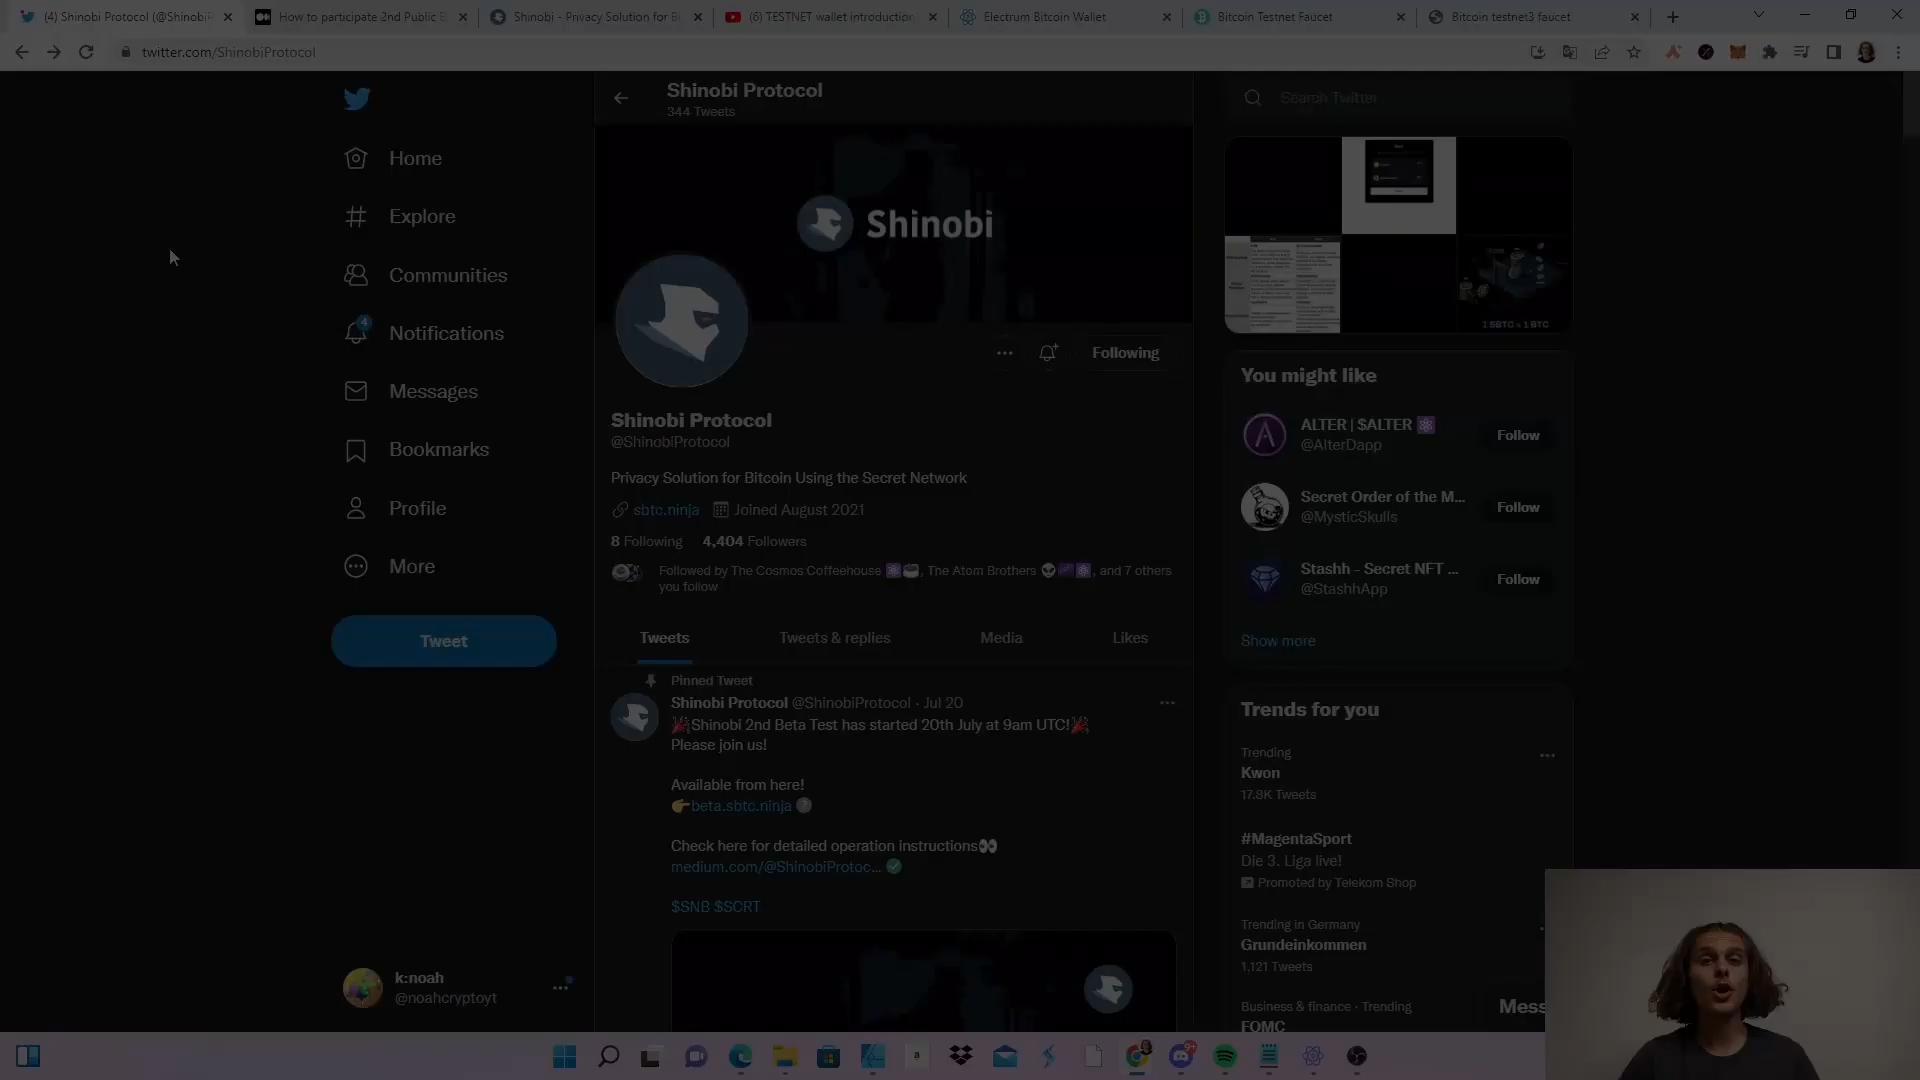 (4) Shinobi Protocol (@Shinobi
How to participate 2nd Public B
Shinobi - Privacy Solution for B
(6) TESTNET wallet introduction
Electrum Bitcoin Wallet
Bitcoin Testnet Faucet
Bitcoin testnet3 faucet
twitter.com/ShinobiProtocol
Home
Explore
Communities
4
Notifications
Messages
Bookmarks
Profile
More
Tweet
k:noah
@noahcryptoyt
Shinobi Protocol
344 Tweets
Shinobi
Following
Shinobi Protocol
@ShinobiProtocol
Privacy Solution for Bitcoin Using the Secret Network
sbtc.ninja Joined August 2021
8 Following 4,404 Followers
Followed by The Cosmos Coffeehouse ⚛️☕, The Atom Brothers 👽⚛️, and 7 others
you follow
Tweets
Tweets & replies
Media
Likes
Pinned Tweet
Shinobi Protocol @ShinobiProtocol · Jul 20
🎉Shinobi 2nd Beta Test has started 20th July at 9am UTC!🎉
Please join us!
Available from here!
👉beta.sbtc.ninja
Check here for detailed operation instructions👀
medium.com/@ShinobiProtoc...
$SNB $SCRT
Search Twitter
1 SBTC = 1 BTC
You might like
ALTER | $ALTER ⚛️
@AlterDapp
Follow
Secret Order of the M...
@MysticSkulls
Follow
Stashh - Secret NFT ...
@StashhApp
Follow
Show more
Trends for you
Trending
Kwon
17.8K Tweets
#MagentaSport
Die 3. Liga live!
Promoted by Telekom Shop
Trending in Germany
Grundeinkommen
1,121 Tweets
Business & finance · Trending
FOMC
Mess
9+